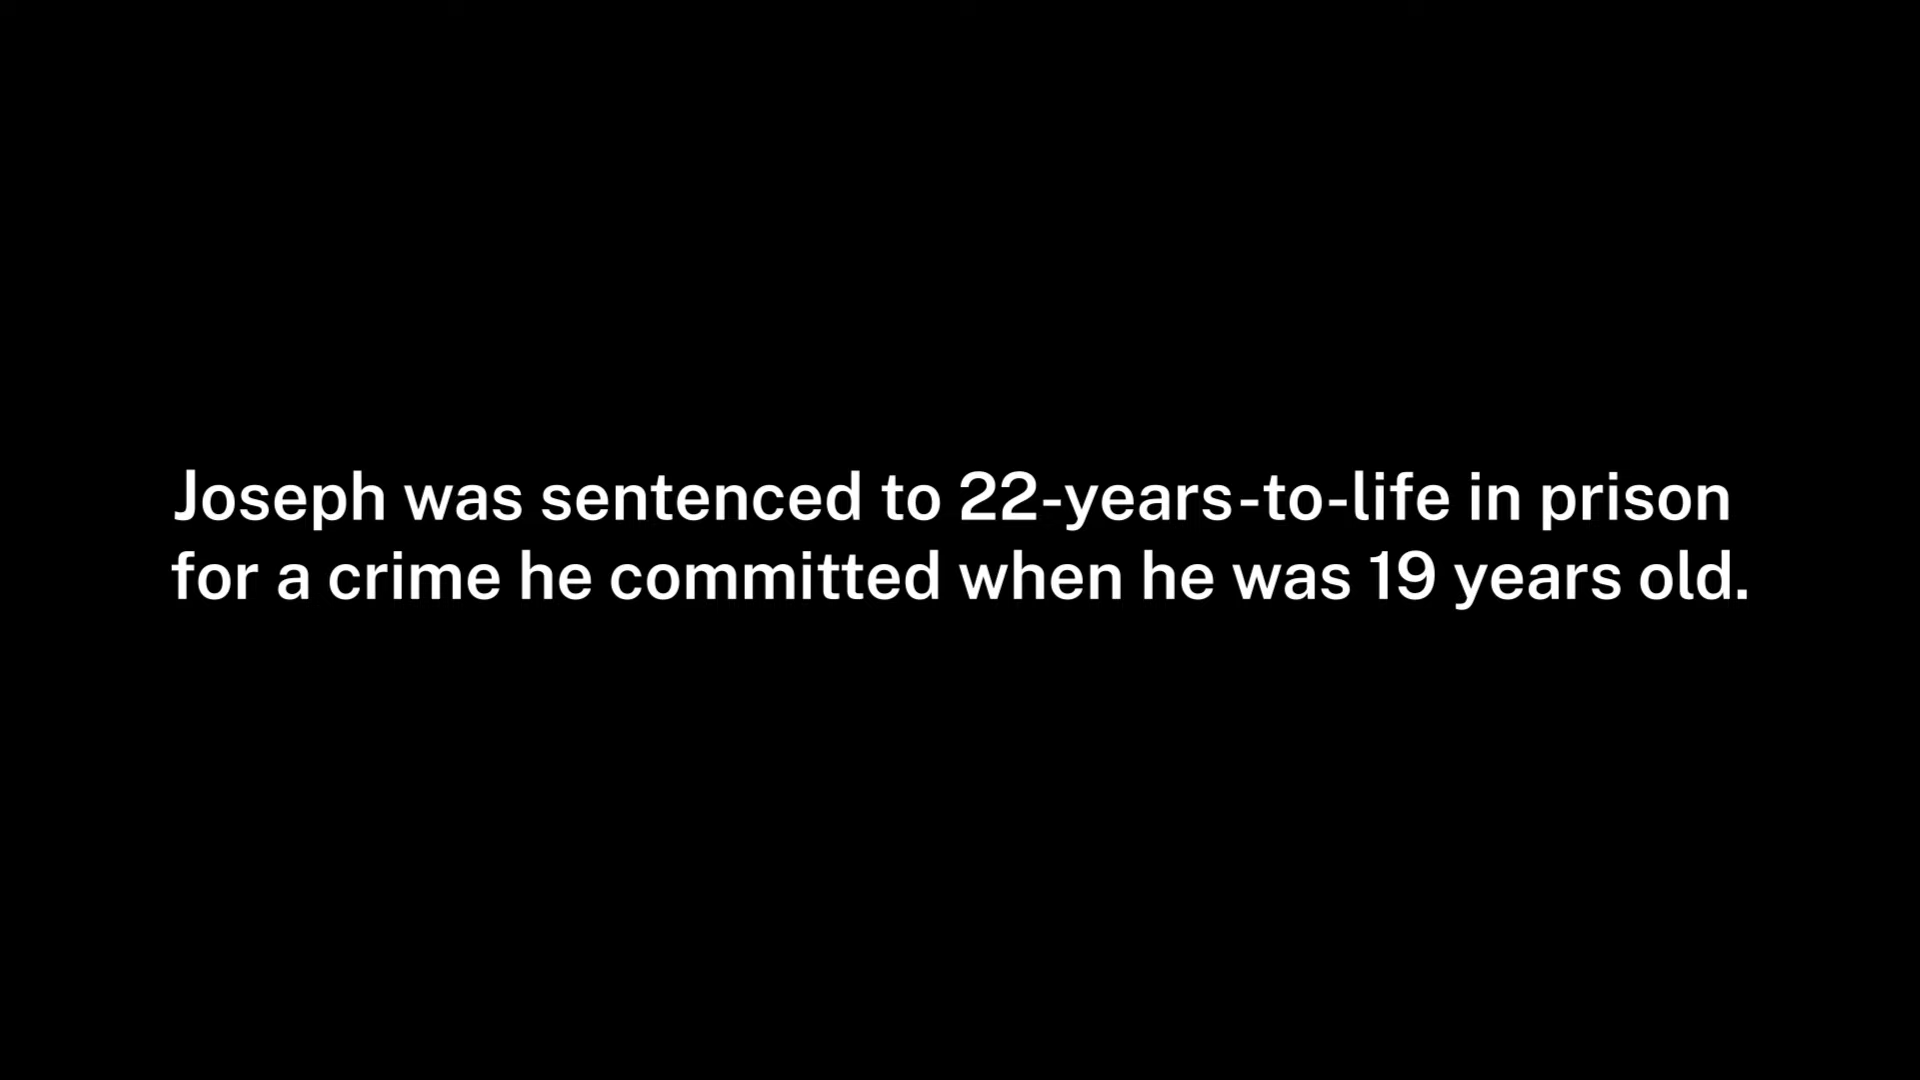 Joseph was sentenced to 22-years-to-life in prison
for a crime he committed when he was 19 years old.